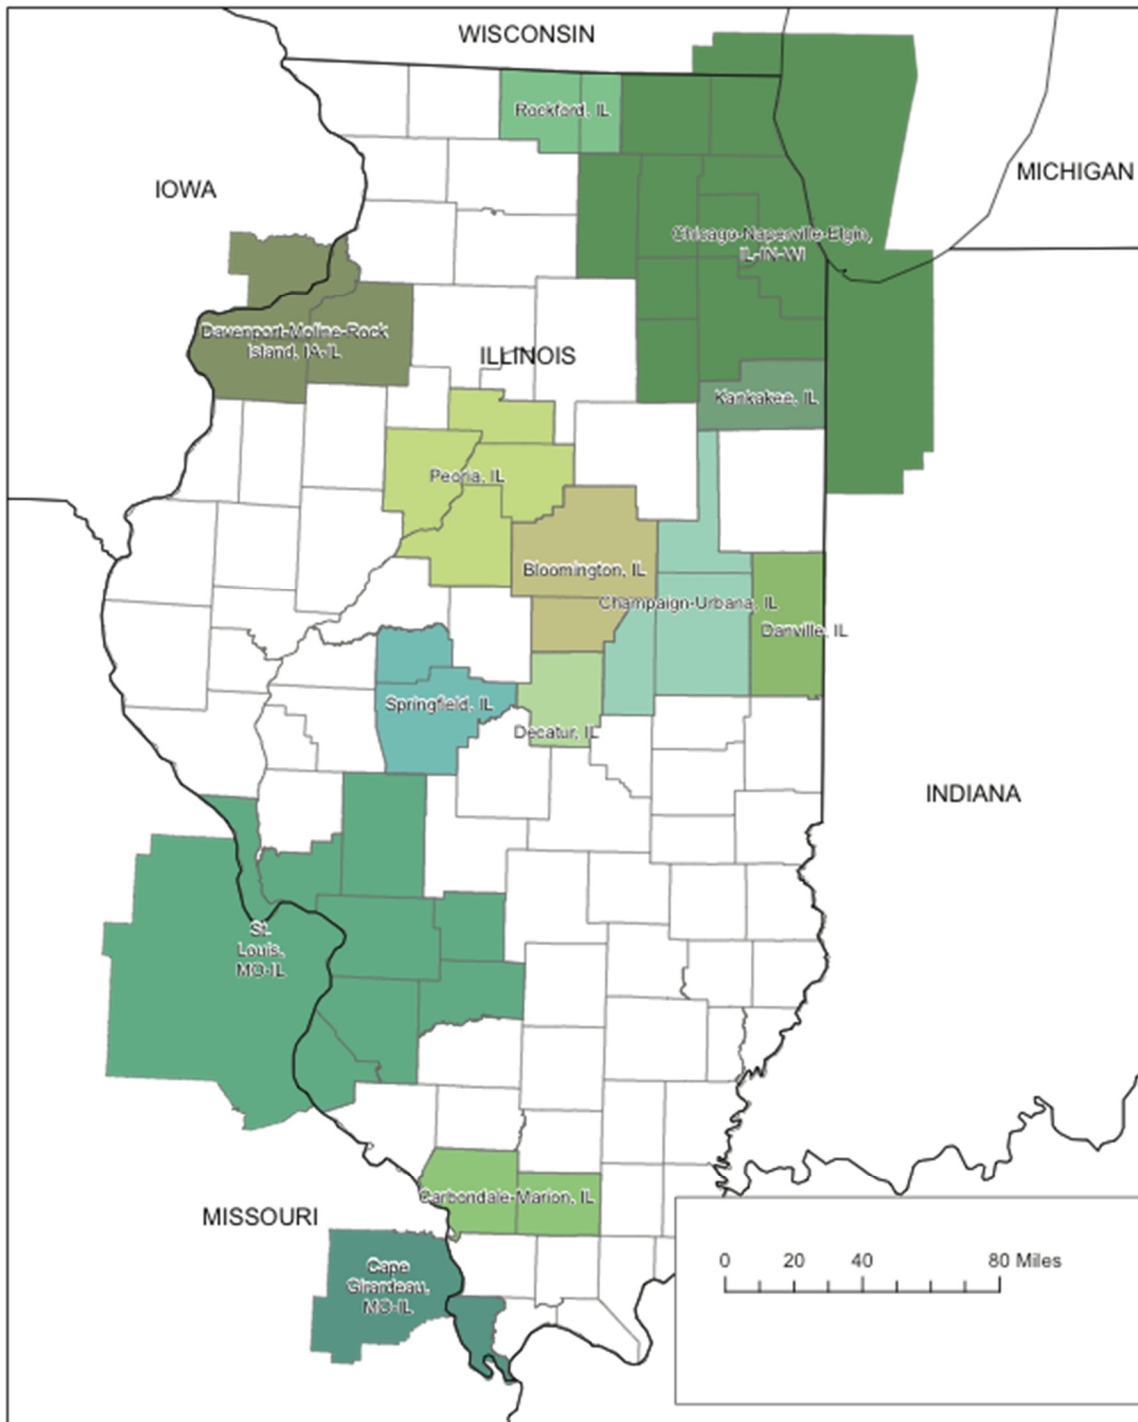 WISCONSIN
Rockford, IL
MICHIGAN
IOWA
Chicago-Naperville-Elgin,
IL-IN-WI
Davenport-Moline-Rock
Island, IA-IL
ILLINOIS
Kankakee, IL
Peoria, IL
Bloomington, IL
Champaign-Urbana, IL
Danville, IL
Springfield, IL
Decatur, IL
INDIANA
St.
Louis,
MO-IL
Carbondale-Marion, IL
MISSOURI
Cape
Girardeau,
MO-IL
0 20 40 80 Miles